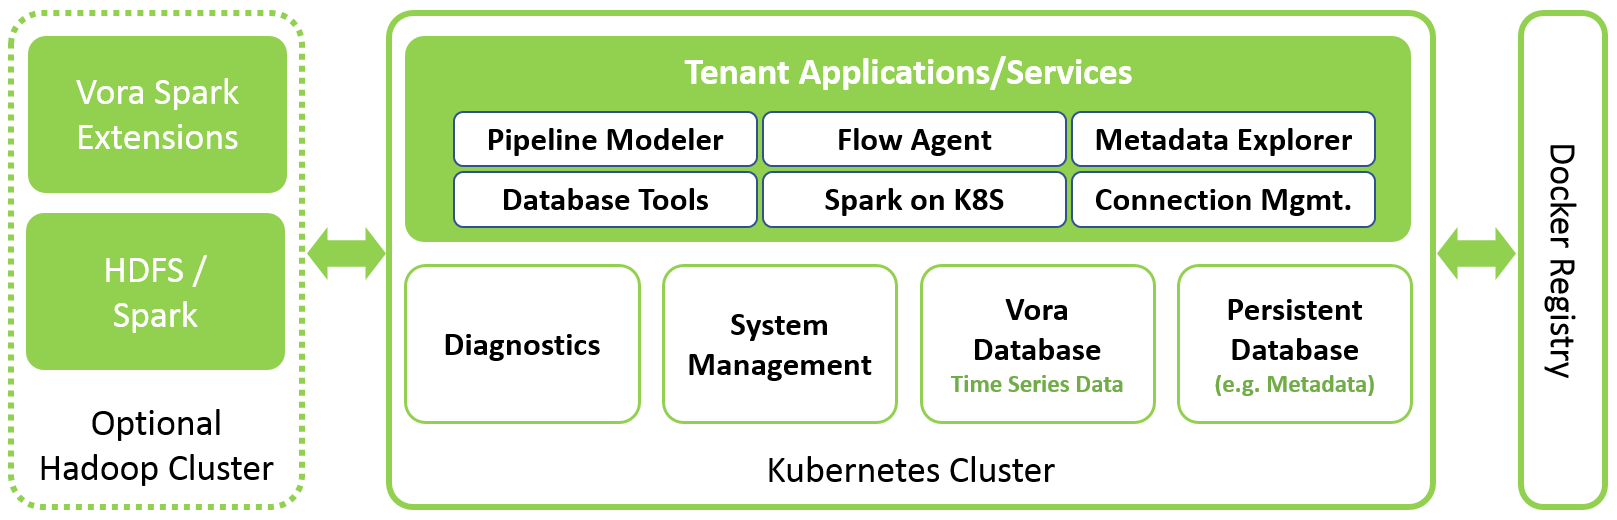 Vora Spark
Extensions
HDFS /
Spark
Optional
Hadoop Cluster
Tenant Applications/Services
Pipeline Modeler
Flow Agent
Metadata Explorer
Database Tools
Spark on K8S
Connection Mgmt.
Diagnostics
System
Management
Vora
Database
Time Series Data
Persistent
Database
(e.g. Metadata)
Kubernetes Cluster
Docker Registry